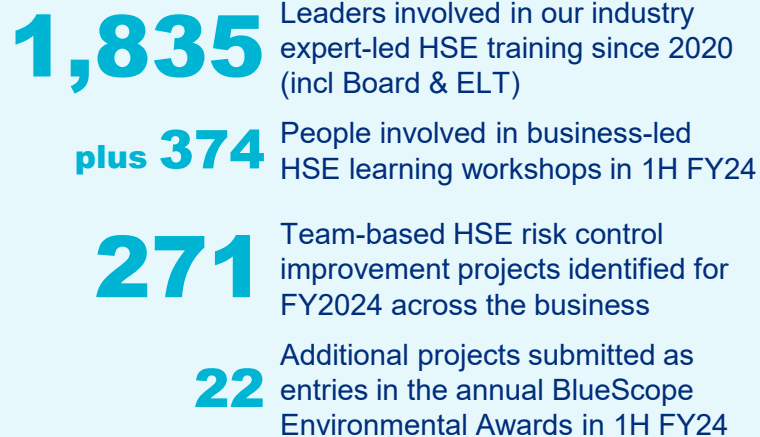 1,835
Leaders involved in our industry
expert-led HSE training since 2020
(incl Board & ELT)
plus 374
People involved in business-led
HSE learning workshops in 1H FY24
271
Team-based HSE risk control
improvement projects identified for
FY2024 across the business
22
Additional projects submitted as
entries in the annual BlueScope
Environmental Awards in 1H FY24